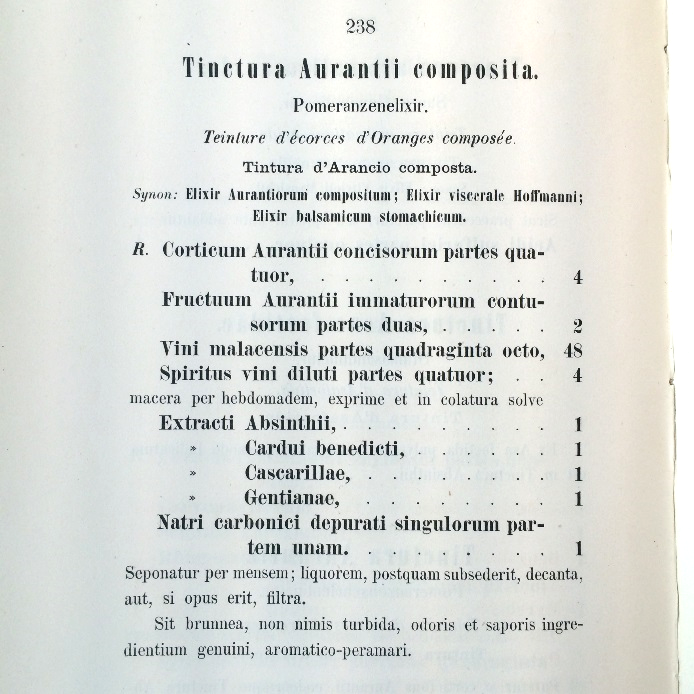 238
Tinctura Aurantii composita.
Pomeranzenelixir.
Teinture d'écorces d'Oranges composée.
Tintura d'Arancio composta.
Synon: Elixir Aurantiorum compositum; Elixir viscerale Hoffmanni;
Elixir balsamicum stomachicum.
R. Corticum Aurantii concisorum partes qua-
tuor, . . . . . . . . . . 4
Fructuum Aurantii immaturorum contu-
sorum partes duas, . . . . 2
Vini malacensis partes quadraginta octo, 48
Spiritus vini diluti partes quatuor; . . 4
macera per hebdomadem, exprime et in colatura solve
Extracti Absinthii, . . . . . . . . 1
» Cardui benedicti, . . . . . 1
» Cascarillae, . . . . . . . 1
» Gentianae, . . . . . . . 1
Natri carbonici depurati singulorum par-
tem unam. . . . . . . . 1
Seponatur per mensem; liquorem, postquam subsederit, decanta,
aut, si opus erit, filtra.
Sit brunnea, non nimis turbida, odoris et saporis ingre-
dientium genuini, aromatico-peramari.